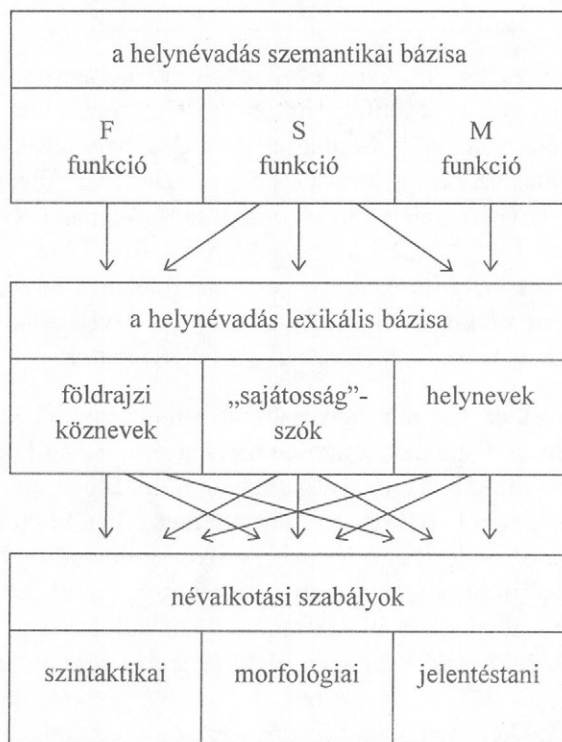 a helynévadás szemantikai bázisa
F
funkció
S
funkció
M
funkció
a helynévadás lexikális bázisa
földrajzi
köznevek
„sajátosság”-
szók
helynevek
névalkotási szabályok
szintaktikai
morfológiai
jelentéstani